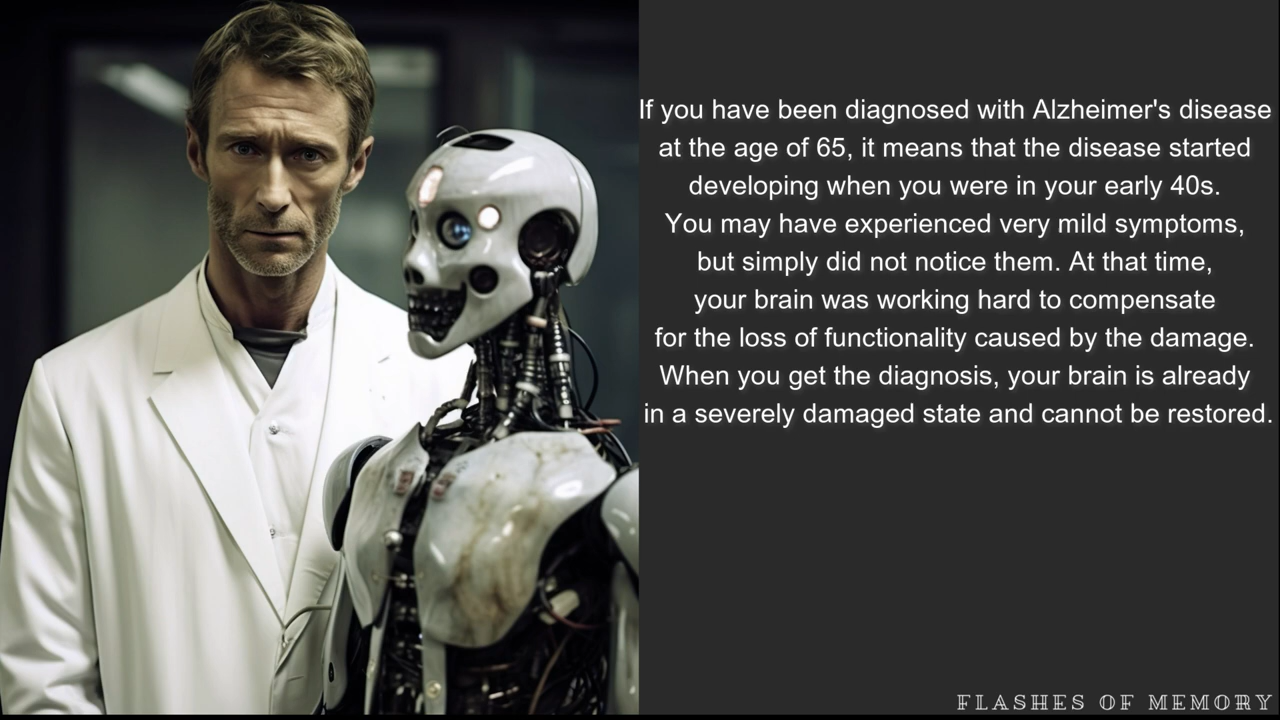 If you have been diagnosed with Alzheimer's disease
at the age of 65, it means that the disease started
developing when you were in your early 40s.
You may have experienced very mild symptoms,
but simply did not notice them. At that time,
your brain was working hard to compensate
for the loss of functionality caused by the damage.
When you get the diagnosis, your brain is already
in a severely damaged state and cannot be restored.
FLASHES OF MEMORY